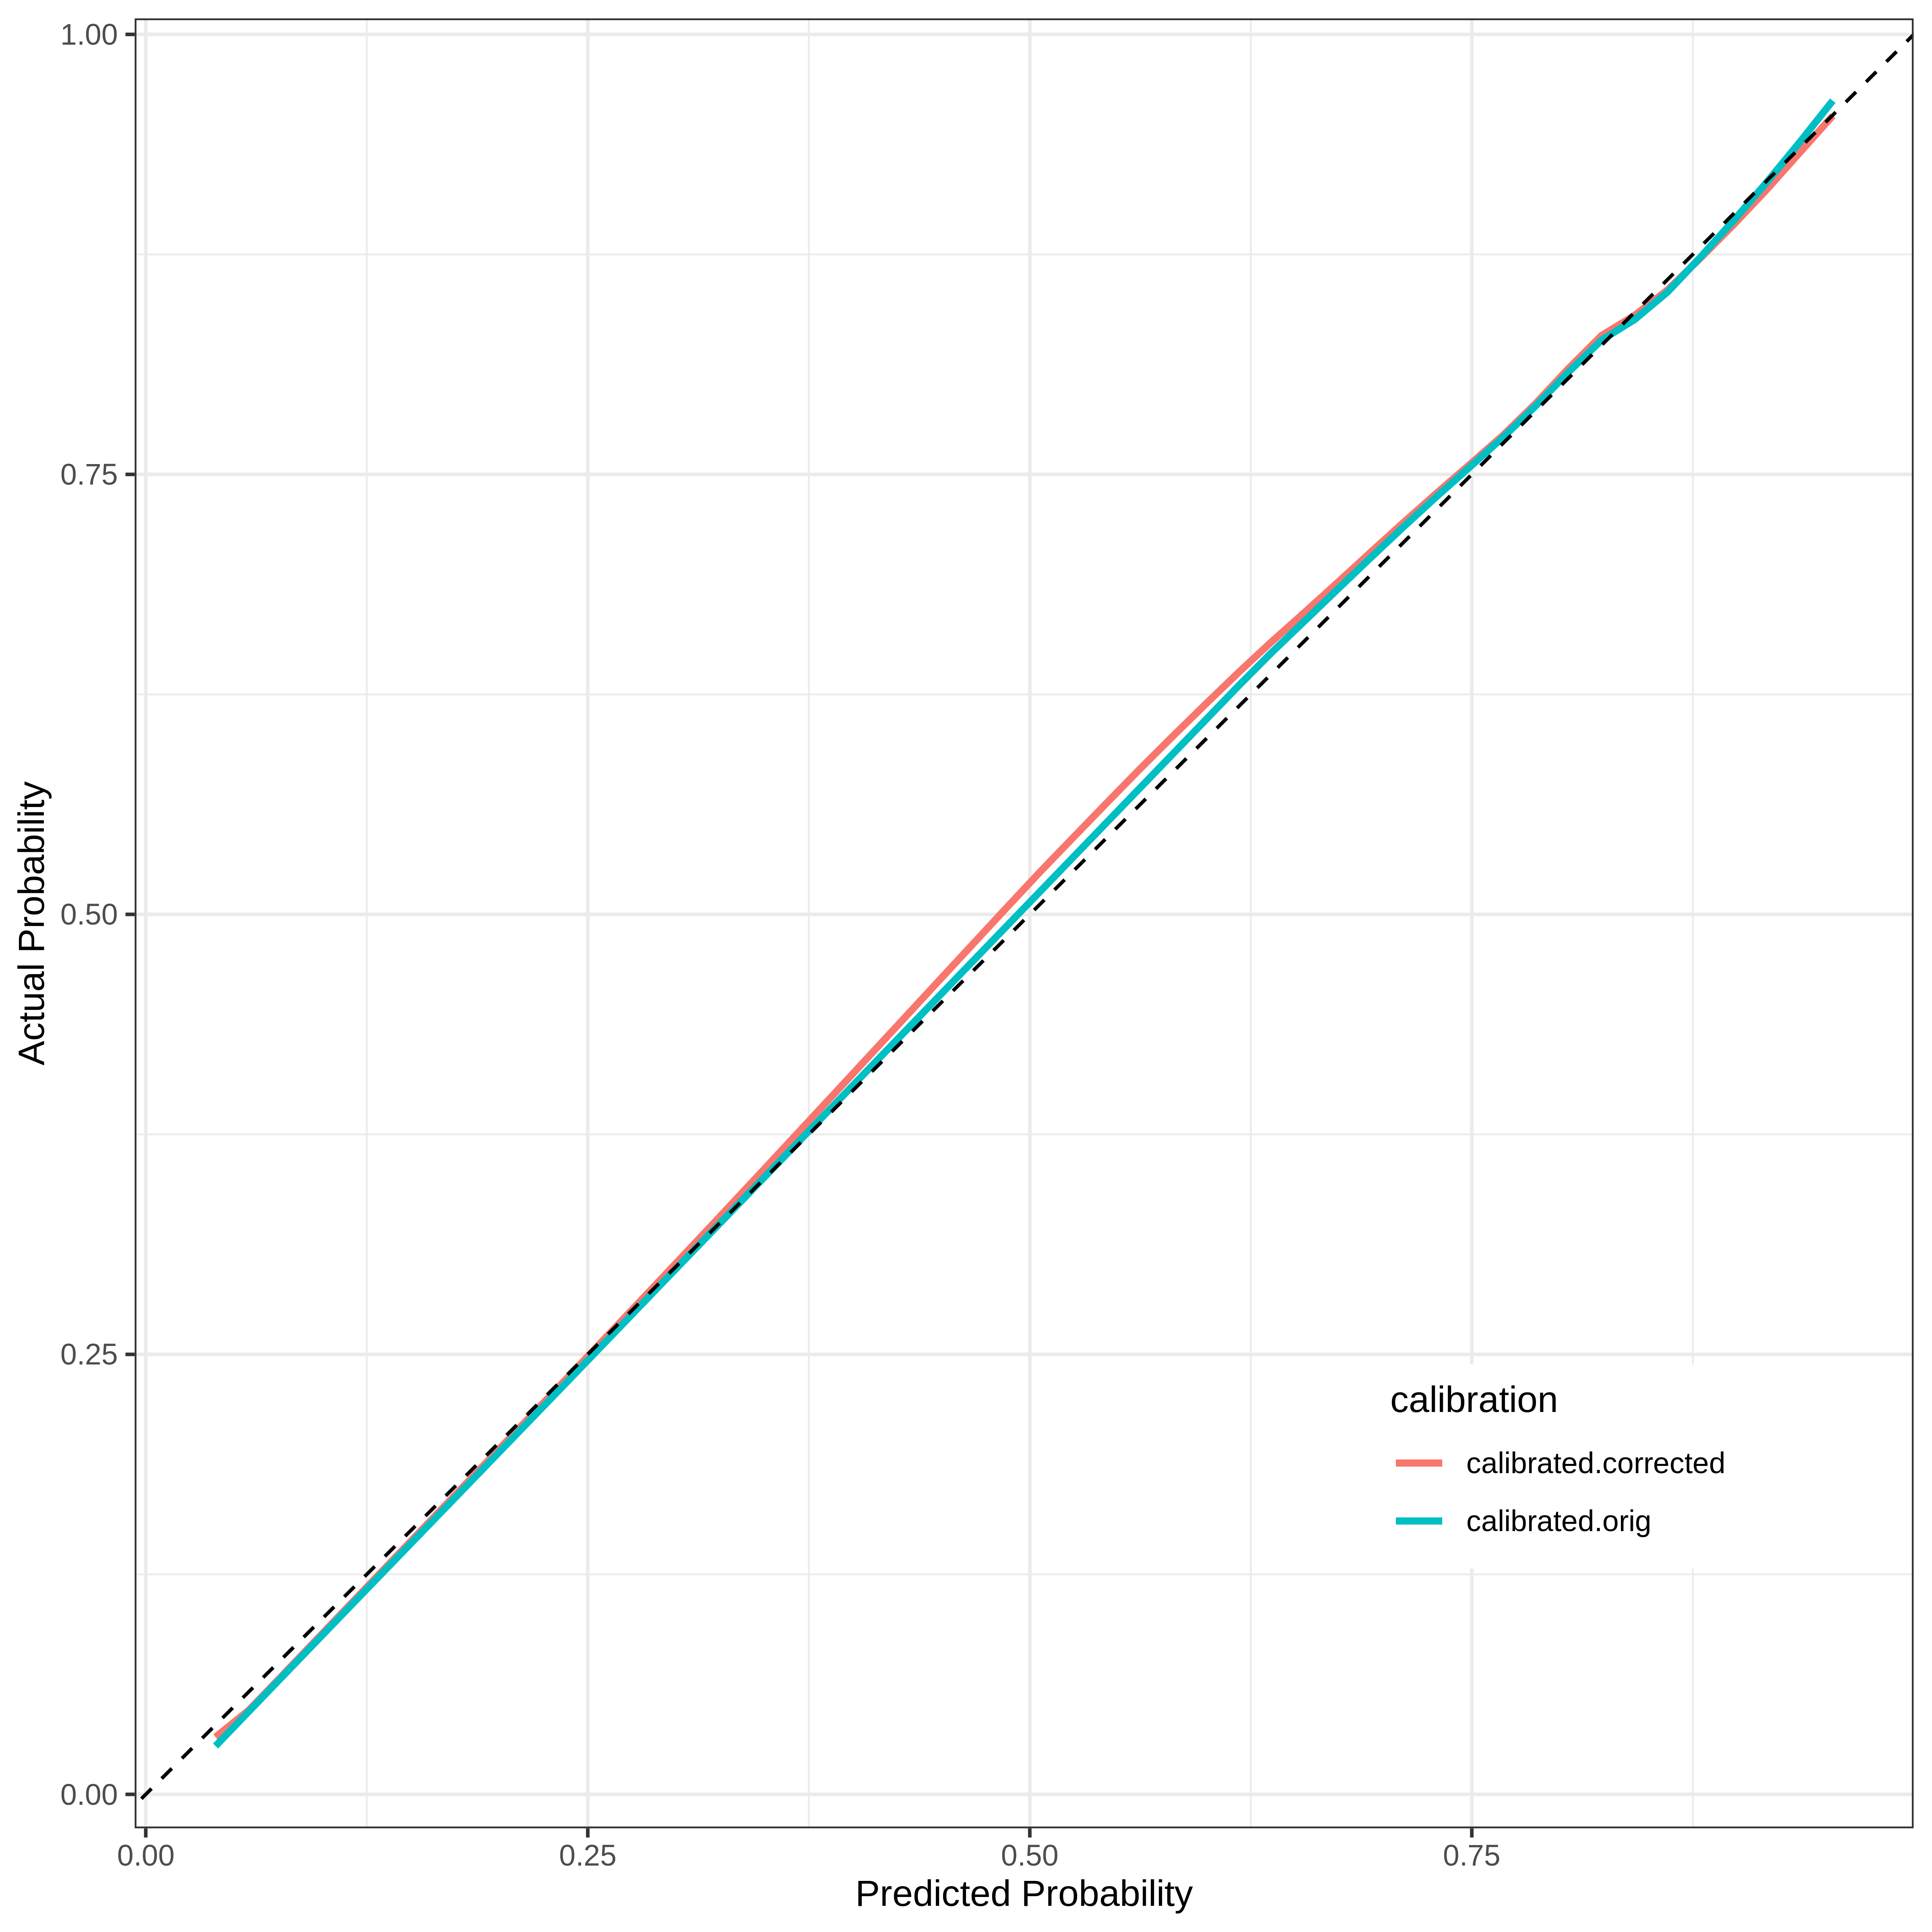 1.00
0.75
0.50
0.25
0.00
Actual Probability
calibration
calibrated.corrected
calibrated.orig
0.00 0.25 0.50 0.75
Predicted Probability